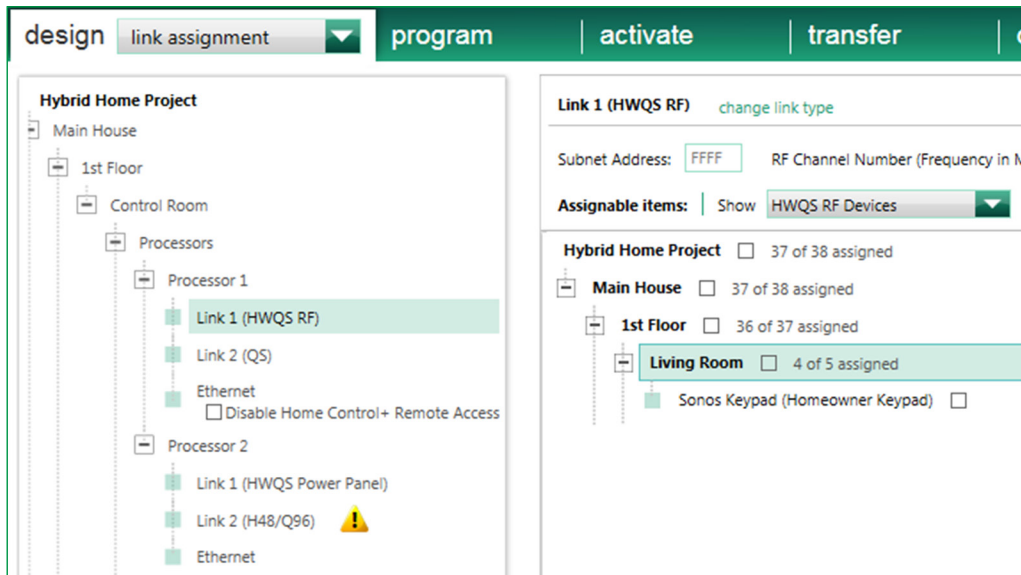 design link assignment program activate transfer
Hybrid Home Project
Main House
1st Floor
Control Room
Processors
Processor 1
Link 1 (HWQS RF)
Link 2 (QS)
Ethernet
Disable Home Control+ Remote Access
Processor 2
Link 1 (HWQS Power Panel)
Link 2 (H48/Q96)
Ethernet
Link 1 (HWQS RF) change link type
Subnet Address: FFFF RF Channel Number (Frequency in
Assignable items: Show HWQS RF Devices
Hybrid Home Project 37 of 38 assigned
Main House 37 of 38 assigned
1st Floor 36 of 37 assigned
Living Room 4 of 5 assigned
Sonos Keypad (Homeowner Keypad)